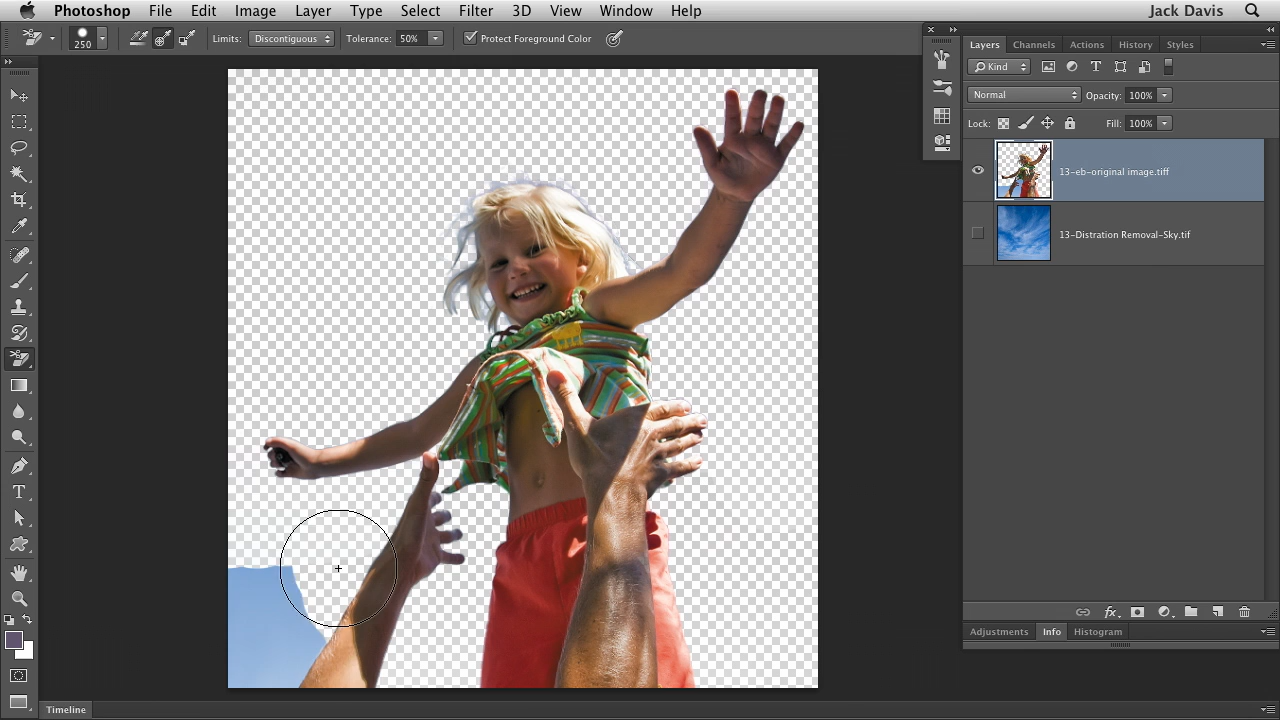 Photoshop File Edit Image Layer Type Select Filter 3D View Window Help Jack Davis
250 Limits: Discontiguous Tolerance: 50% Protect Foreground Color
Layers Channels Actions History Styles
Kind
Normal Opacity: 100%
Lock: Fill: 100%
13-eb-original image.tiff
13-Distration Removal-Sky.tif
fx
Adjustments Info Histogram
Timeline